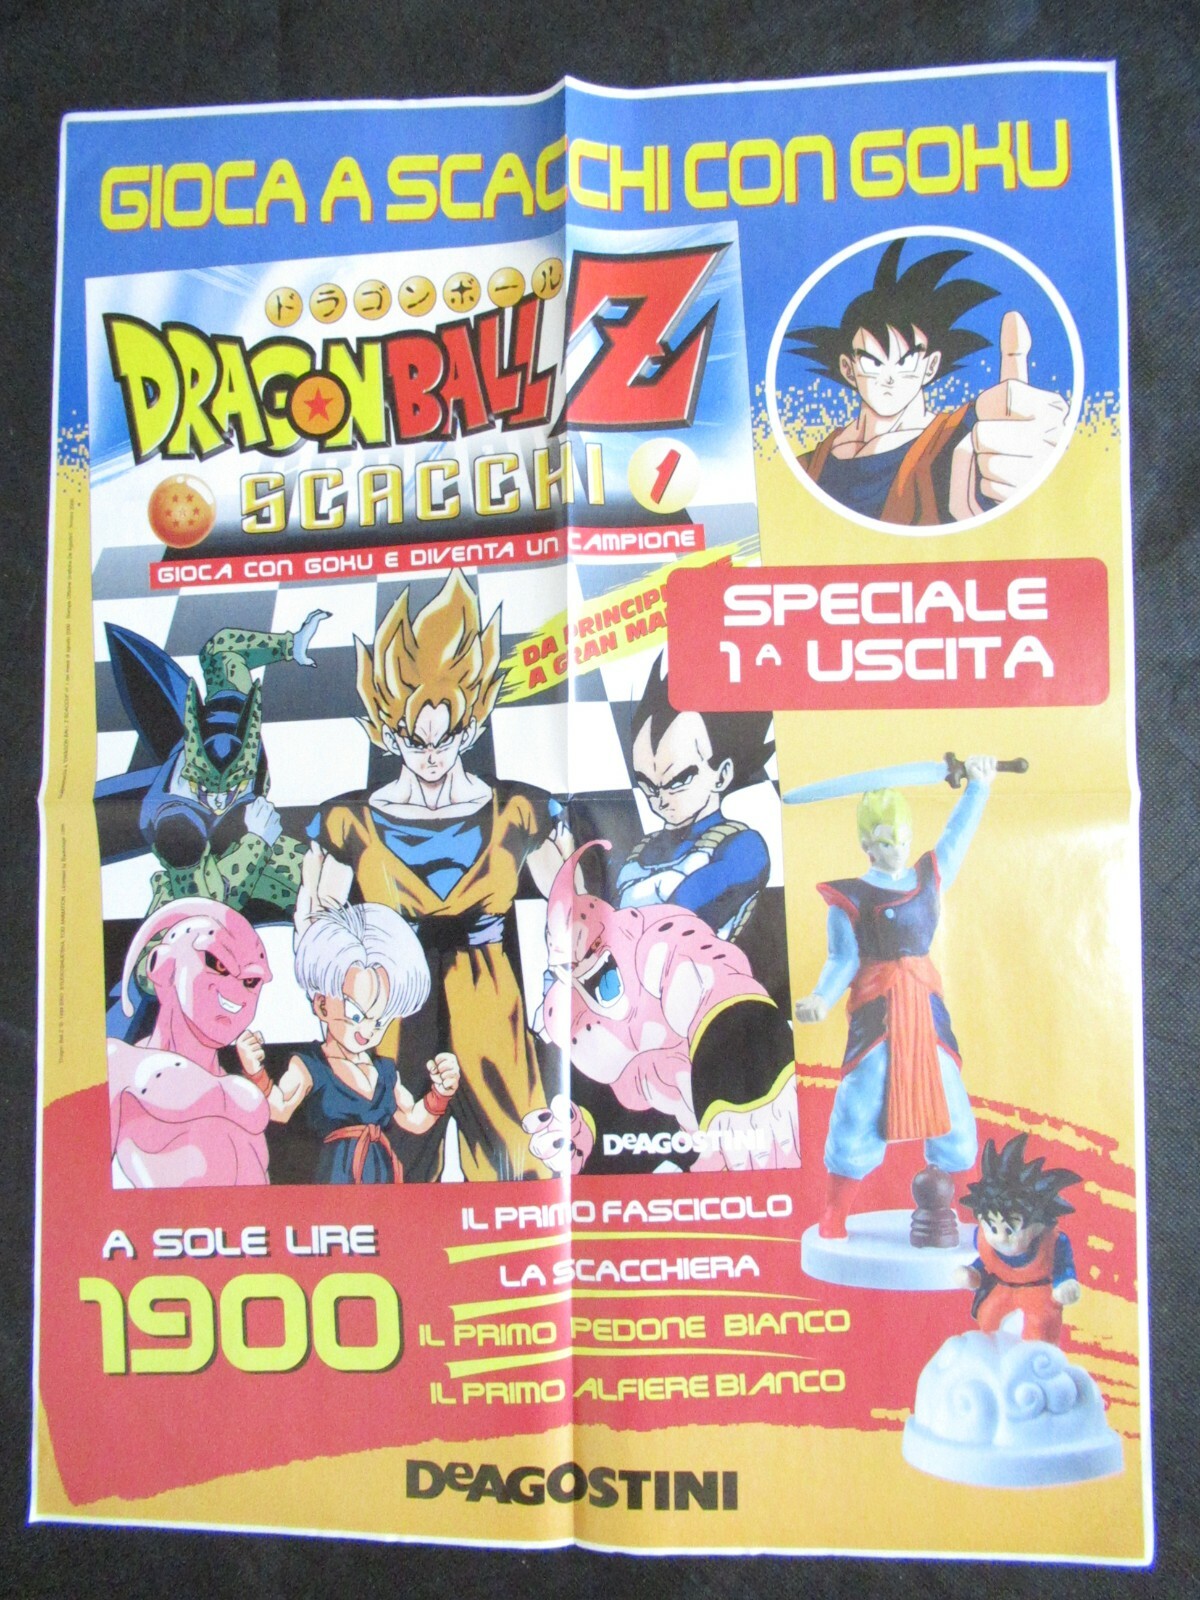 GIOCA A SCACCHI CON GOKU
ドラゴンボール
DRAGON BALL Z
SCACCHI 1
GIOCA CON GOKU E DIVENTA UN CAMPIONE
DA
A GRAN
SPECIALE
1A USCITA
DeAGOSTINI
IL PRIMO FASCICOLO
A SOLE LIRE
LA SCACCHIERA
1900
IL PRIMO PEDONE BIANCO
IL PRIMO ALFIERE BIANCO
DeAGOSTINI